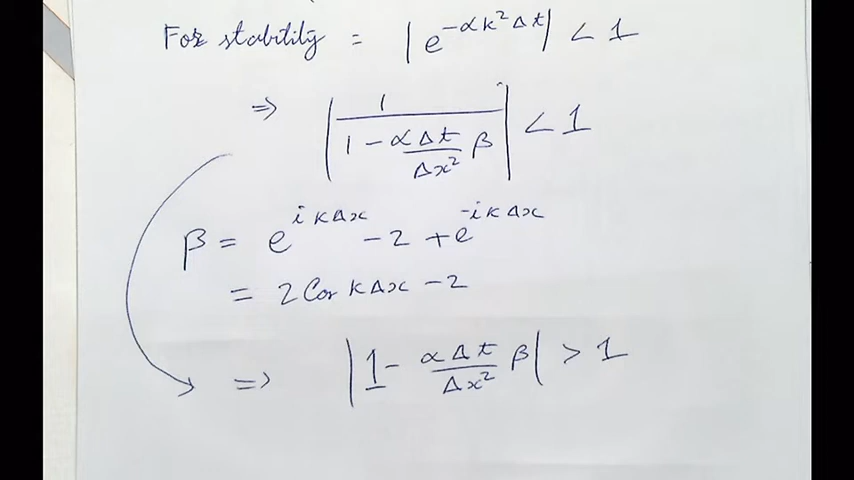 For stability = |e^{-αk²Δt}| < 1
⇒ |1 / (1 - αΔt/Δx² β)| < 1
β = e^{ikΔx} - 2 + e^{-ikΔx}
= 2 Cos kΔx - 2
⇒ |1 - αΔt/Δx² β| > 1